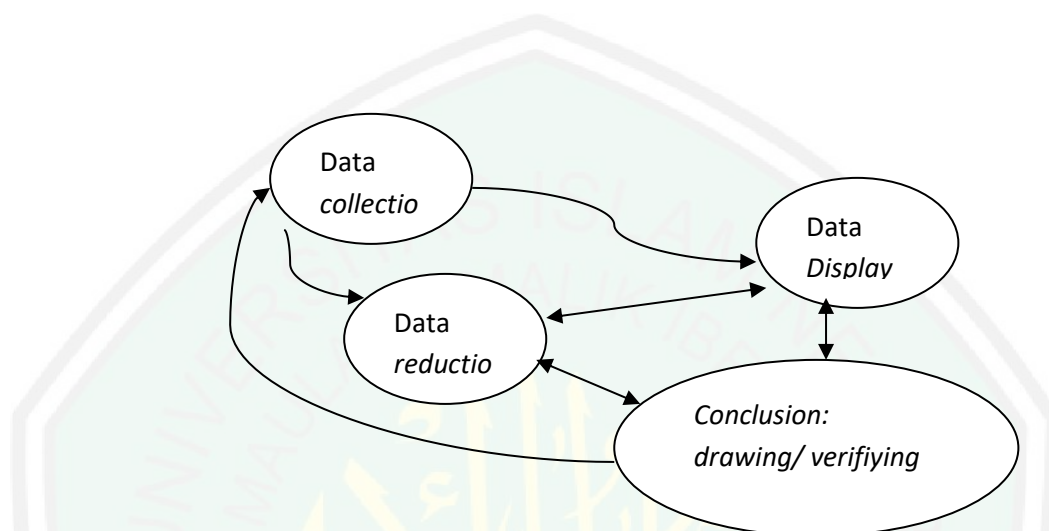 Data
collectio
Data
Display
Data
reductio
Conclusion:
drawing/ verifiying